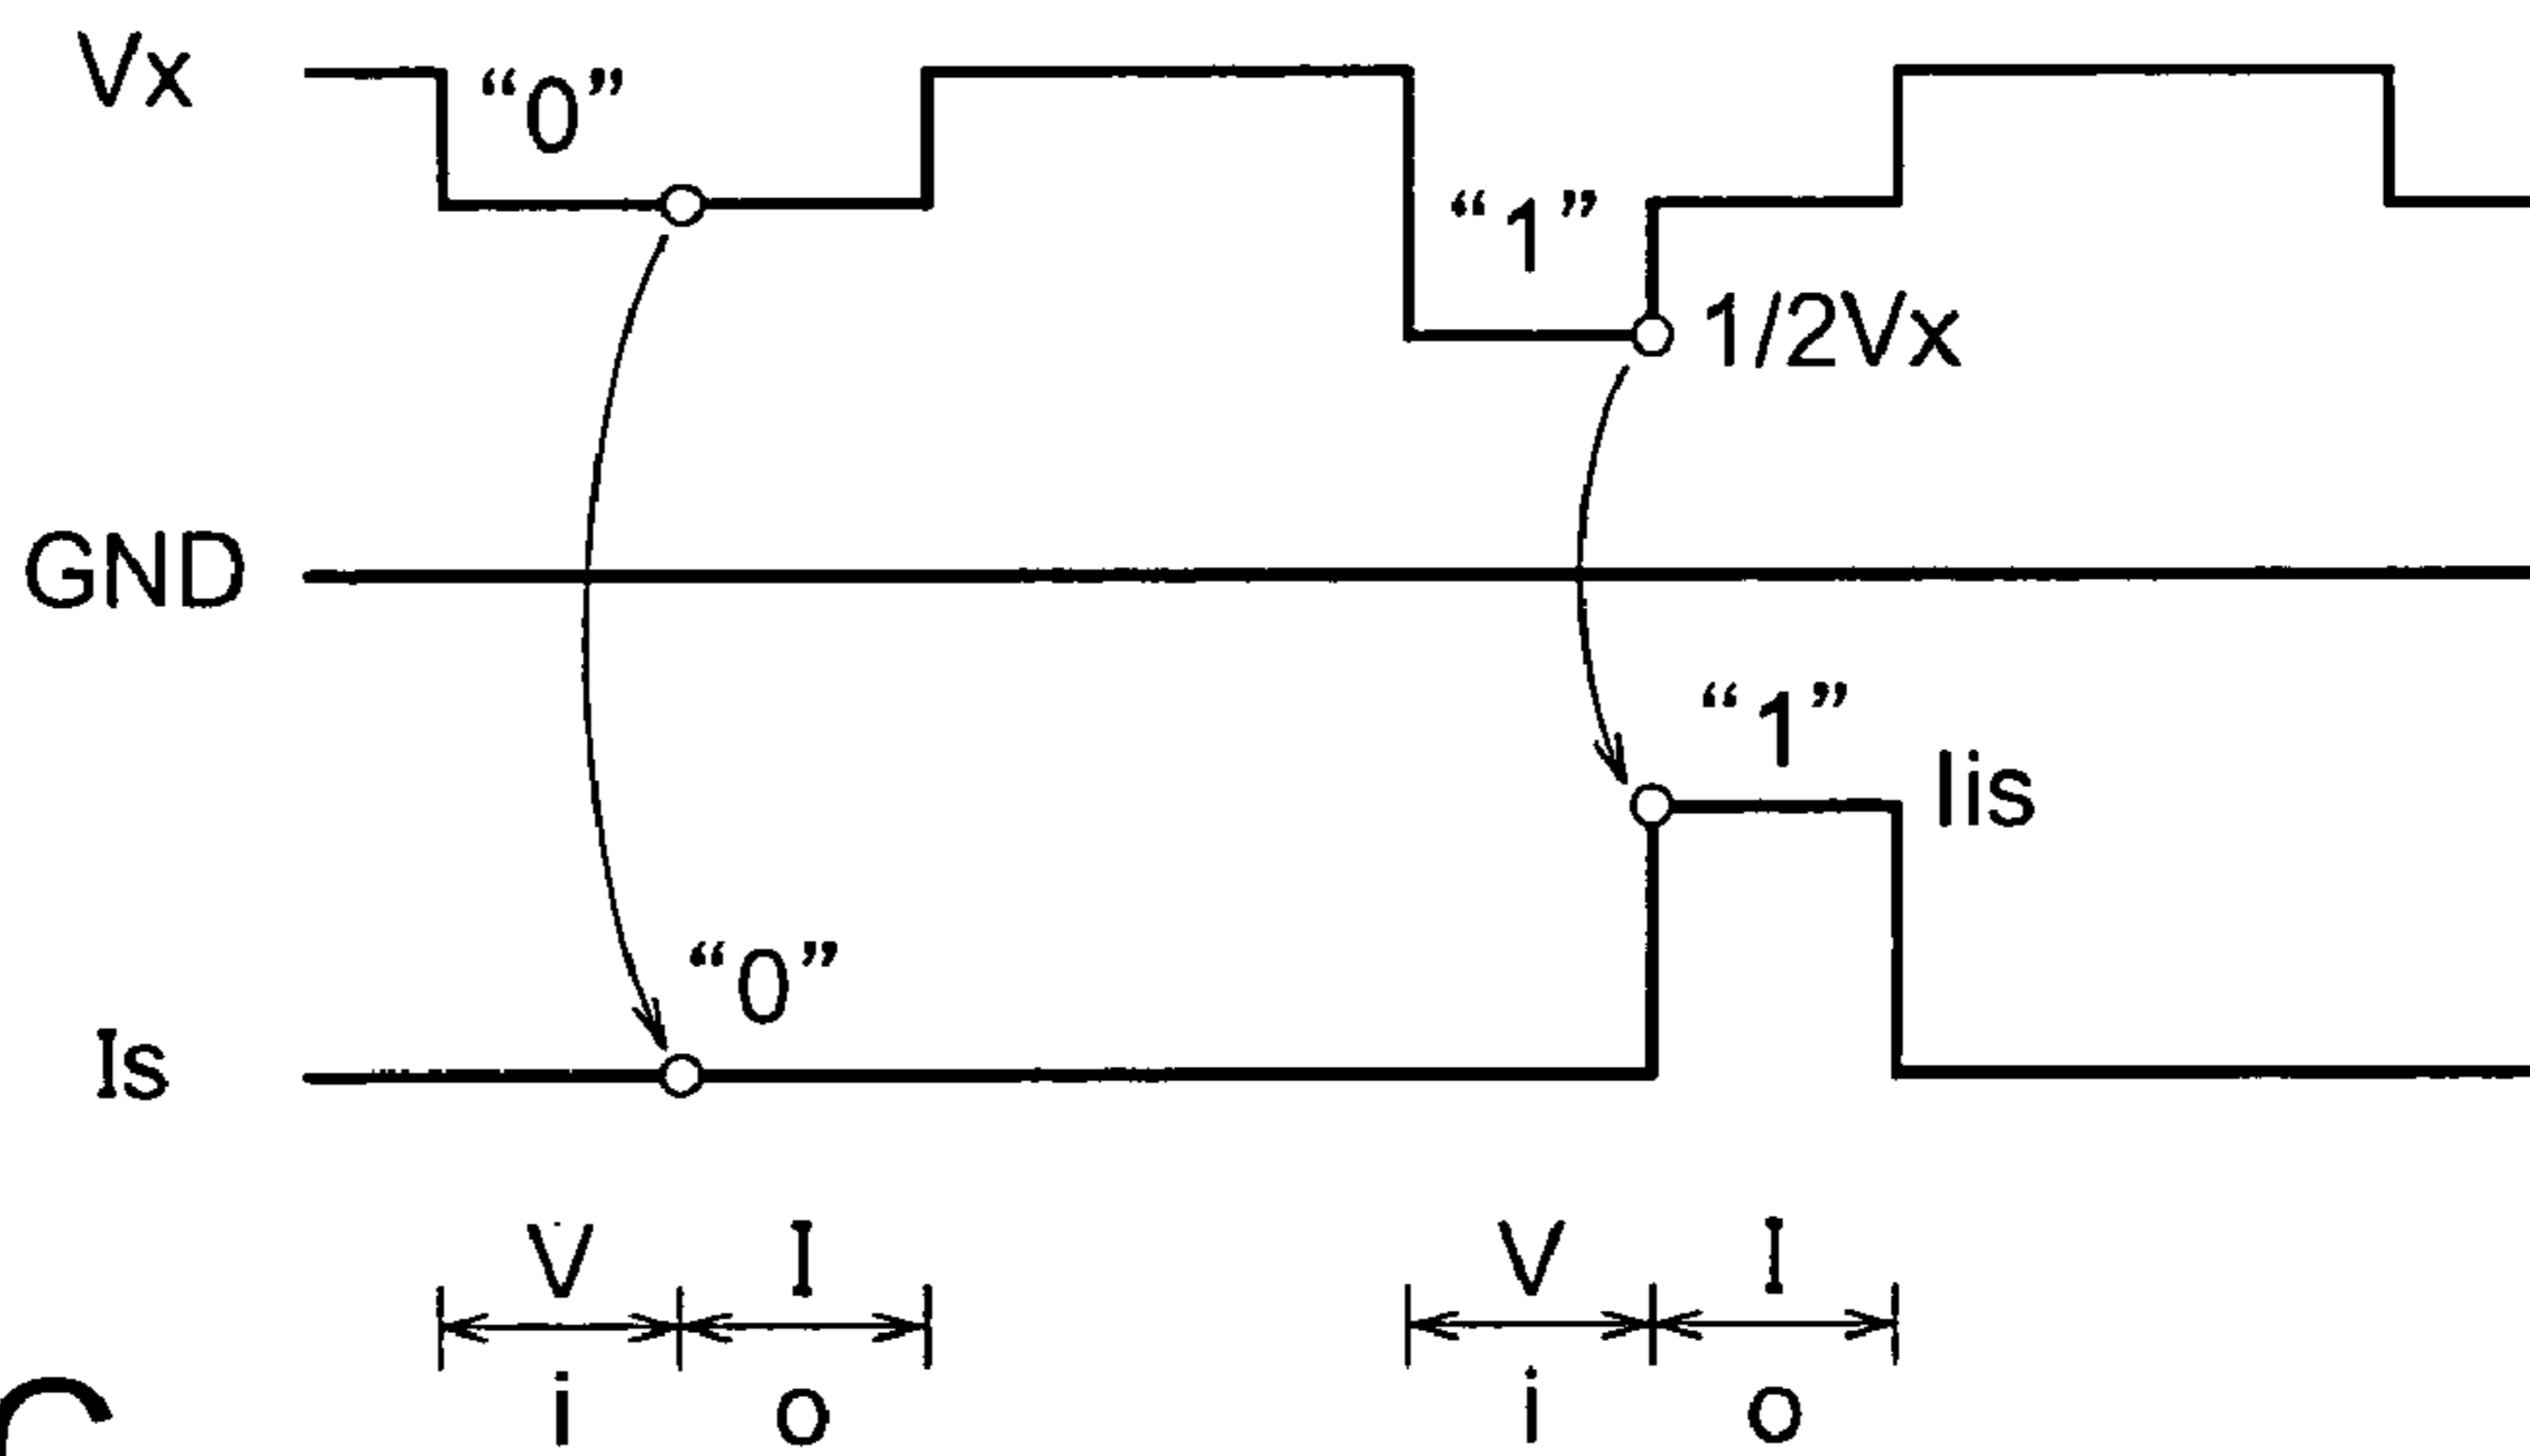 Vx “0”
“1”
1/2Vx
GND
“1”
Iis
“0”
Is
V I V I
i o i o
C